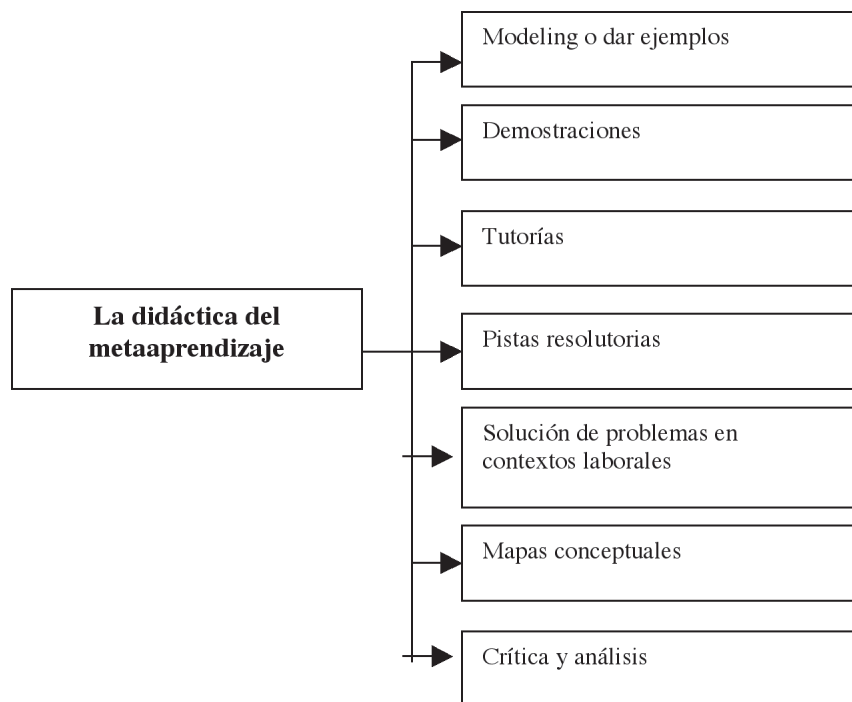 Modeling o dar ejemplos
Demostraciones
Tutorías
La didáctica del
metaaprendizaje
Pistas resolutorias
Solución de problemas en
contextos laborales
Mapas conceptuales
Crítica y análisis